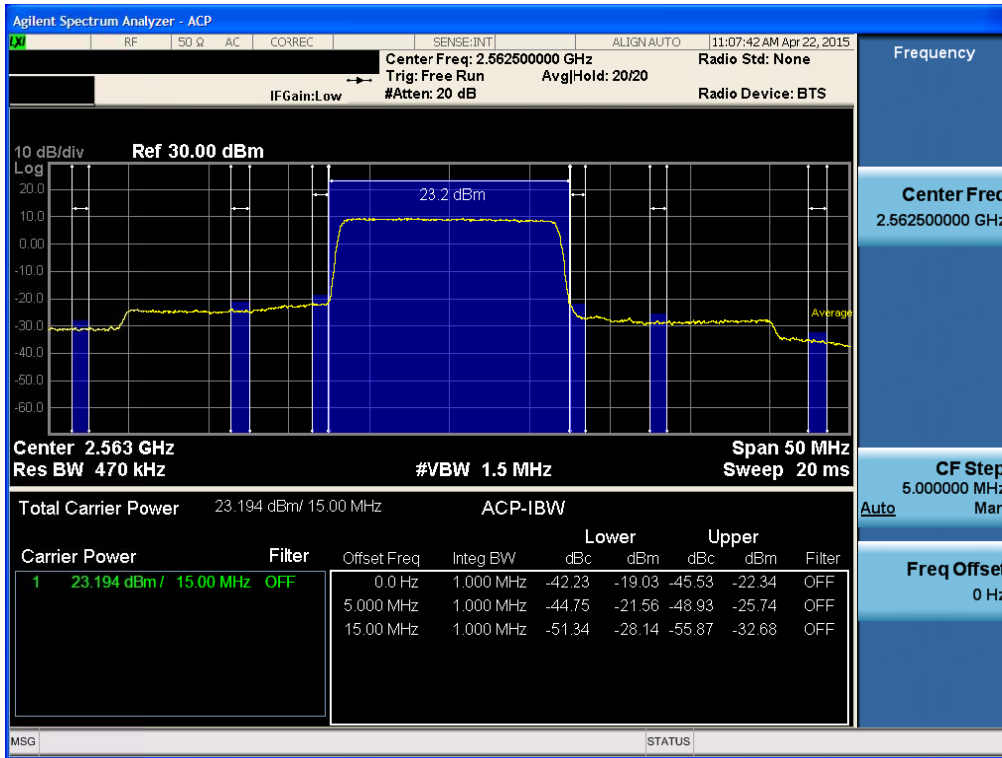 Agilent Spectrum Analyzer - ACP
LXI RF 50 Ω AC CORREC SENSE:INT ALIGN AUTO 11:07:42 AM Apr 22, 2015
Center Freq: 2.562500000 GHz Radio Std: None
Trig: Free Run Avg|Hold: 20/20
IFGain:Low #Atten: 20 dB Radio Device: BTS
10 dB/div Ref 30.00 dBm
Log
20.0
10.0
0.00
-10.0
-20.0
-30.0
-40.0
-50.0
-60.0
23.2 dBm
Average
Center 2.563 GHz Span 50 MHz
Res BW 470 kHz #VBW 1.5 MHz Sweep 20 ms
Total Carrier Power 23.194 dBm/ 15.00 MHz ACP-IBW
Lower Upper
Carrier Power Filter Offset Freq Integ BW dBc dBm dBc dBm Filter
1 23.194 dBm / 15.00 MHz OFF 0.0 Hz 1.000 MHz -42.23 -19.03 -45.53 -22.34 OFF
5.000 MHz 1.000 MHz -44.75 -21.56 -48.93 -25.74 OFF
15.00 MHz 1.000 MHz -51.34 -28.14 -55.87 -32.68 OFF
Frequency
Center Freq
2.562500000 GHz
CF Step
5.000000 MHz
Auto Man
Freq Offset
0 Hz
MSG STATUS